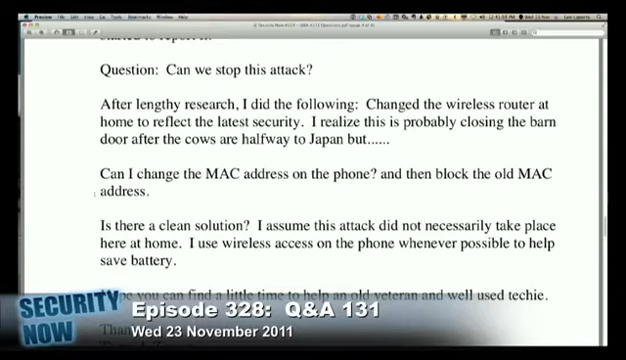 Question: Can we stop this attack?
After lengthy research, I did the following: Changed the wireless router at
home to reflect the latest security. I realize this is probably closing the barn
door after the cows are halfway to Japan but......
Can I change the MAC address on the phone? and then block the old MAC
address.
Is there a clean solution? I assume this attack did not necessarily take place
here at home. I use wireless access on the phone whenever possible to help
save battery.
you can find a little time to help an old veteran and well used techie.
SECURITY
NOW
Episode 328: Q&A 131
Wed 23 November 2011